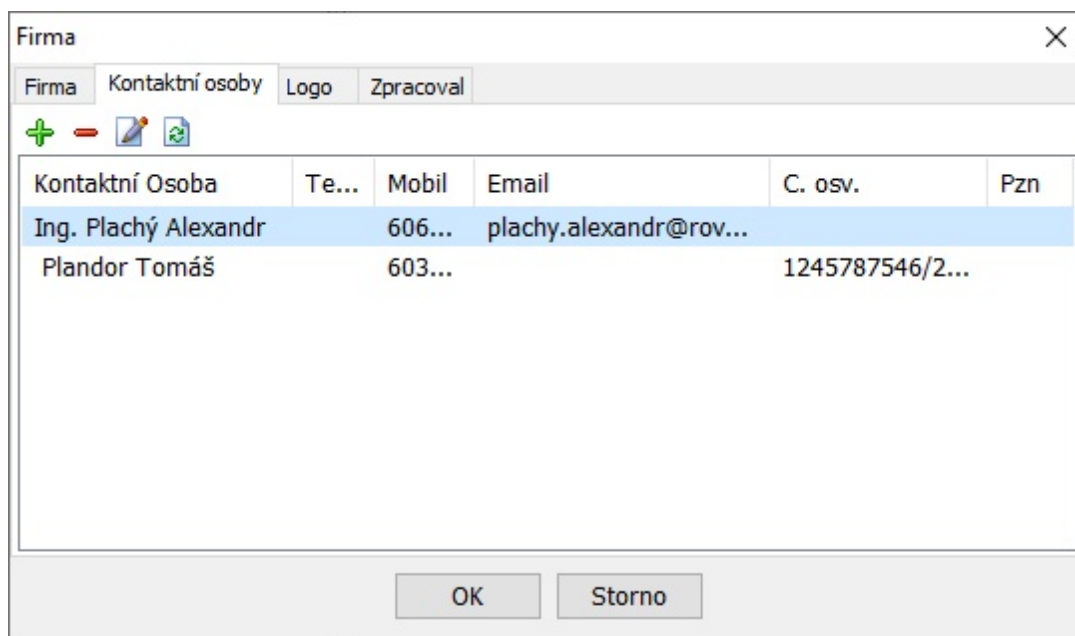 Firma
Firma Kontaktní osoby Logo Zpracoval
Kontaktní Osoba Te... Mobil Email C. osv. Pzn
Ing. Plachý Alexandr 606... plachy.alexandr@rov...
Plandor Tomáš 603... 1245787546/2...
OK Storno